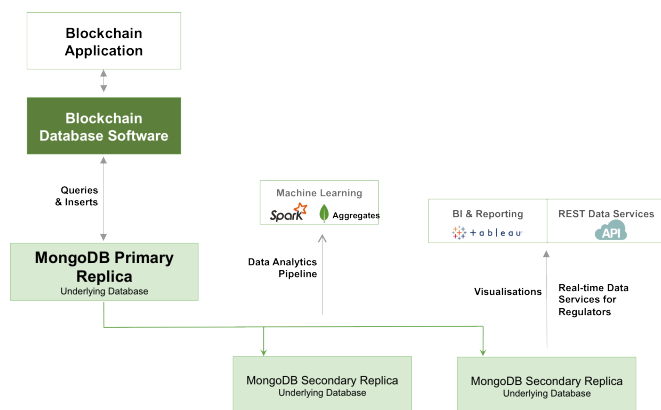 Blockchain
Application
Blockchain
Database Software
Queries
& Inserts
Machine Learning
Spark
Aggregates
BI & Reporting
+ableau
REST Data Services
API
MongoDB Primary
Replica
Underlying Database
Data Analytics
Pipeline
Visualisations
Real-time Data
Services for
Regulators
MongoDB Secondary Replica
Underlying Database
MongoDB Secondary Replica
Underlying Database